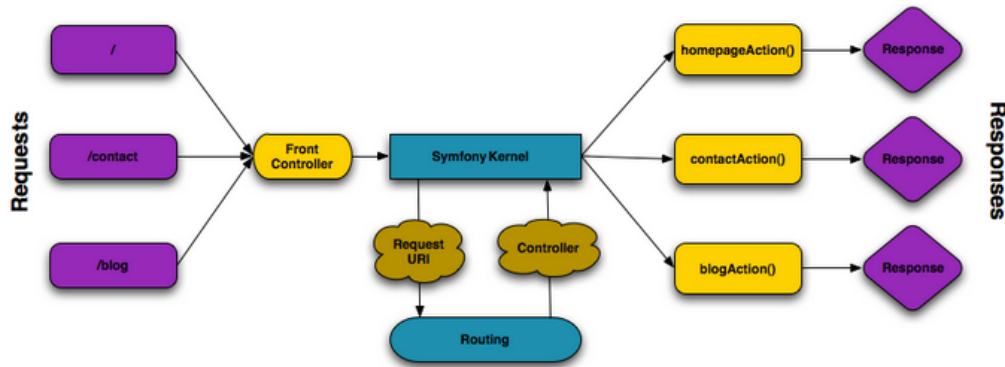 Requests
/
/contact
/blog
Front
Controller
Symfony Kernel
Request
URI
Controller
Routing
homepageAction()
contactAction()
blogAction()
Response
Response
Response
Responses